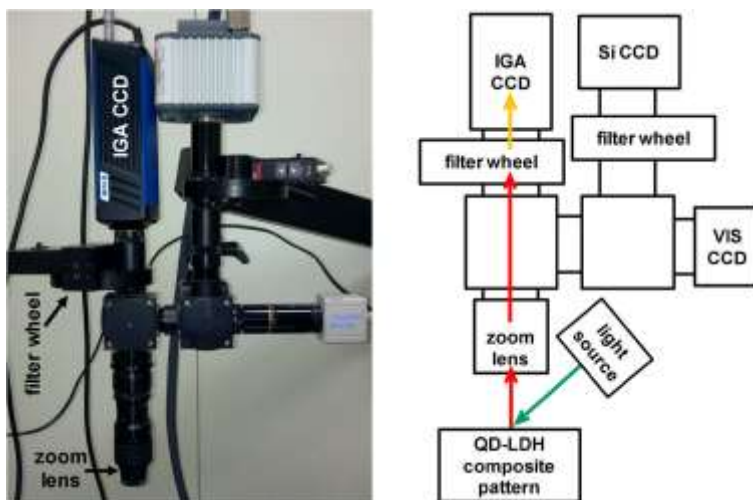 IGA CCD
filter wheel
zoom
lens
IGA
CCD
Si CCD
filter wheel
filter wheel
VIS
CCD
zoom
lens
light
source
QD-LDH
composite
pattern